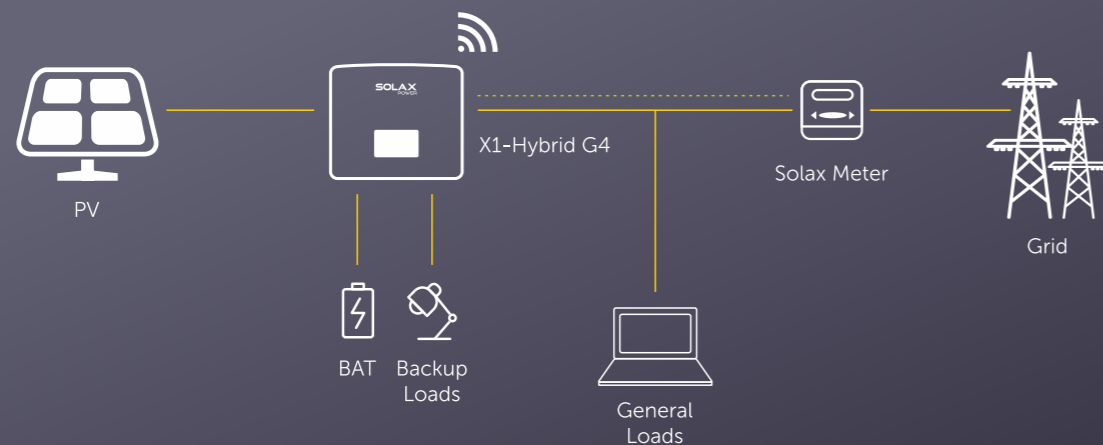 SOLAX
POWER
X1-Hybrid G4
Solax Meter
PV
Grid
BAT
Backup
Loads
General
Loads